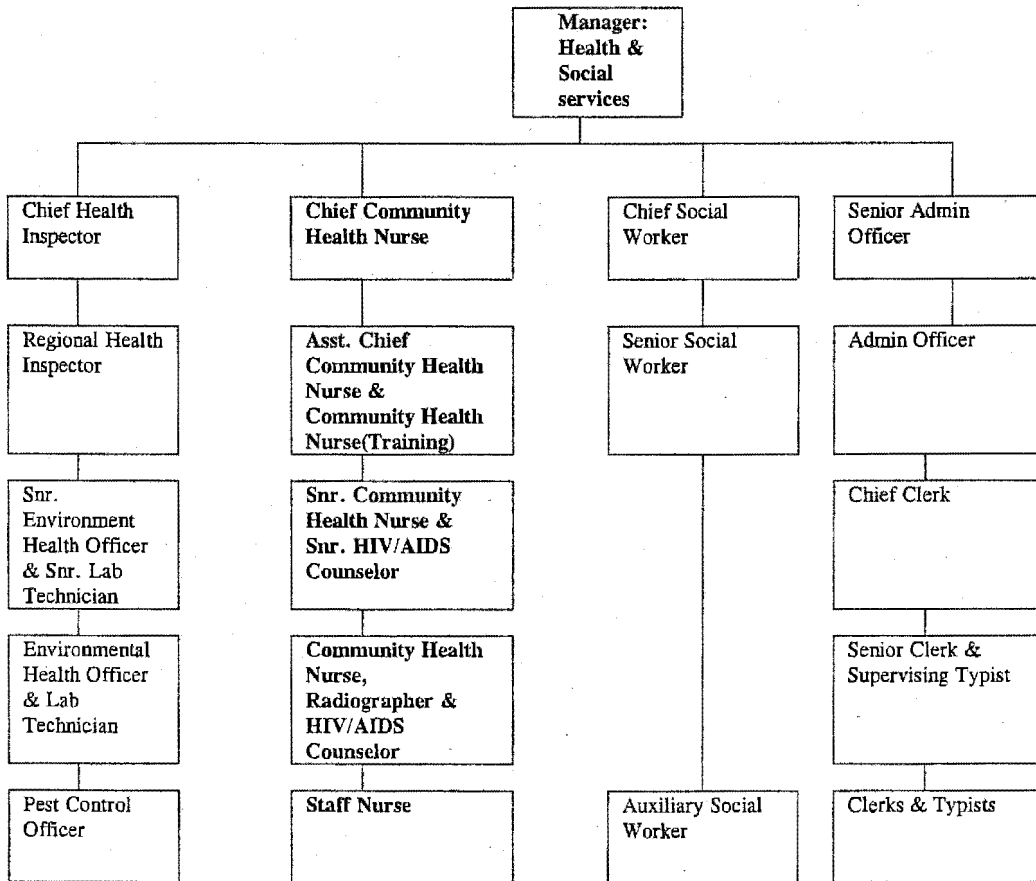 Manager:
Health &
Social
services
Chief Health
Inspector
Chief Community
Health Nurse
Chief Social
Worker
Senior Admin
Officer
Regional Health
Inspector
Asst. Chief
Community Health
Nurse &
Community Health
Nurse(Training)
Senior Social
Worker
Admin Officer
Snr.
Environment
Health Officer
& Snr. Lab
Technician
Snr. Community
Health Nurse &
Snr. HIV/AIDS
Counselor
Chief Clerk
Environmental
Health Officer
& Lab
Technician
Community Health
Nurse,
Radiographer &
HIV/AIDS
Counselor
Senior Clerk &
Supervising Typist
Pest Control
Officer
Staff Nurse
Auxiliary Social
Worker
Clerks & Typists